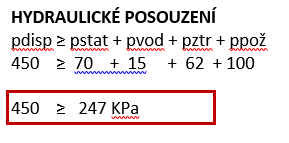 HYDRAULICKÉ POSOUZENÍ
pdisp ≥ pstat + pvod + pztr + ppož
450 ≥ 70 + 15 + 62 + 100
450 ≥ 247 KPa